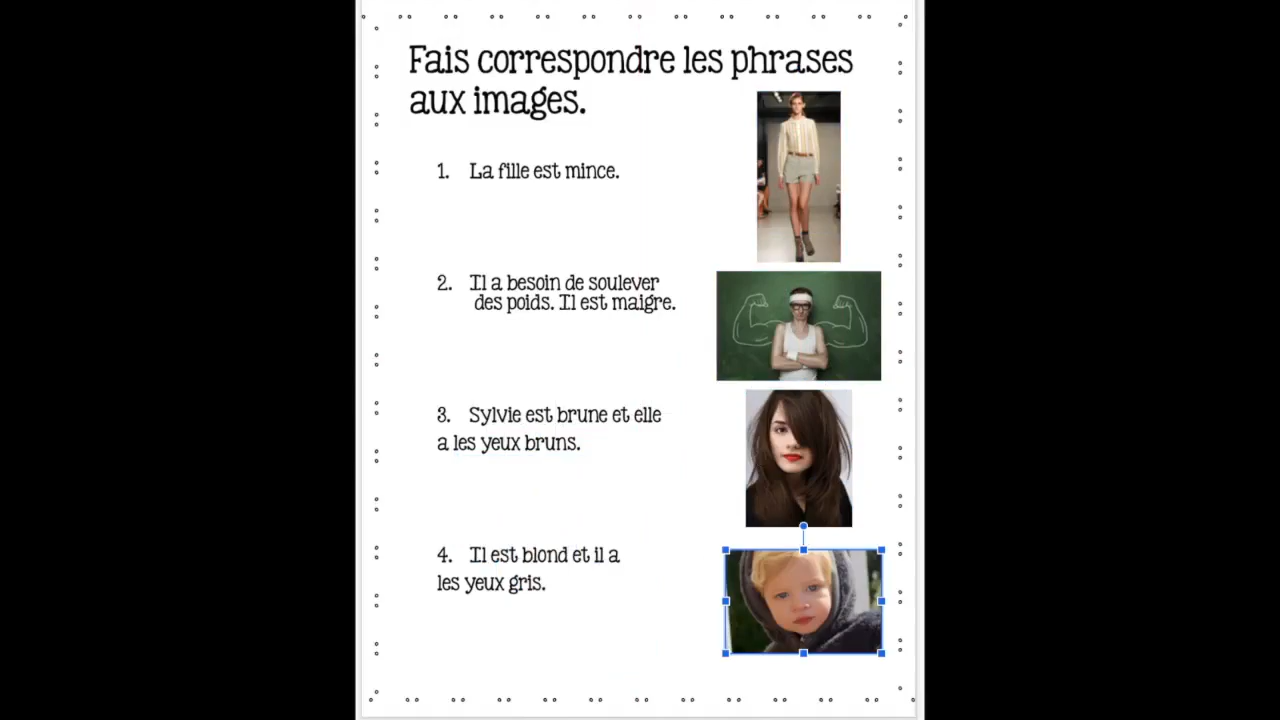 Fais correspondre les phrases
aux images.
1. La fille est mince.
2. Il a besoin de soulever
des poids. Il est maigre.
3. Sylvie est brune et elle
a les yeux bruns.
4. Il est blond et il a
les yeux gris.